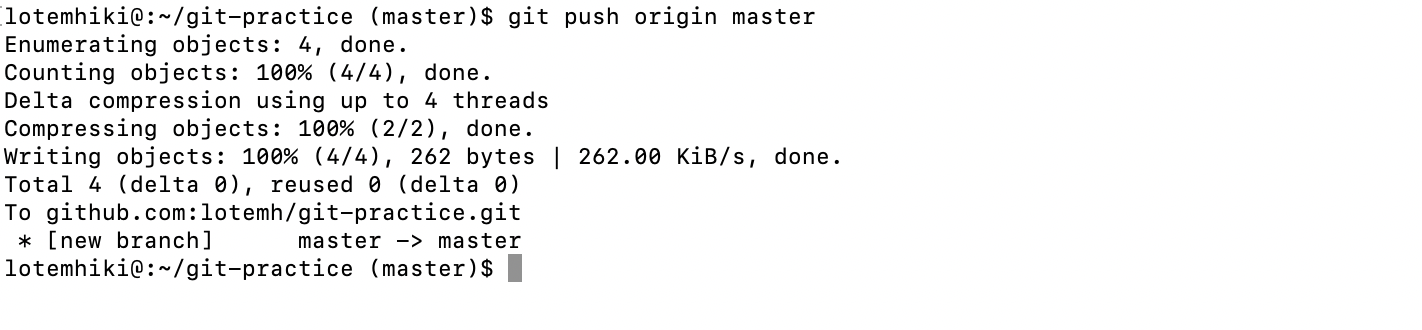 lotemhiki@:~/git-practice (master)$ git push origin master
Enumerating objects: 4, done.
Counting objects: 100% (4/4), done.
Delta compression using up to 4 threads
Compressing objects: 100% (2/2), done.
Writing objects: 100% (4/4), 262 bytes | 262.00 KiB/s, done.
Total 4 (delta 0), reused 0 (delta 0)
To github.com:lotemh/git-practice.git
 * [new branch]      master -> master
lotemhiki@:~/git-practice (master)$